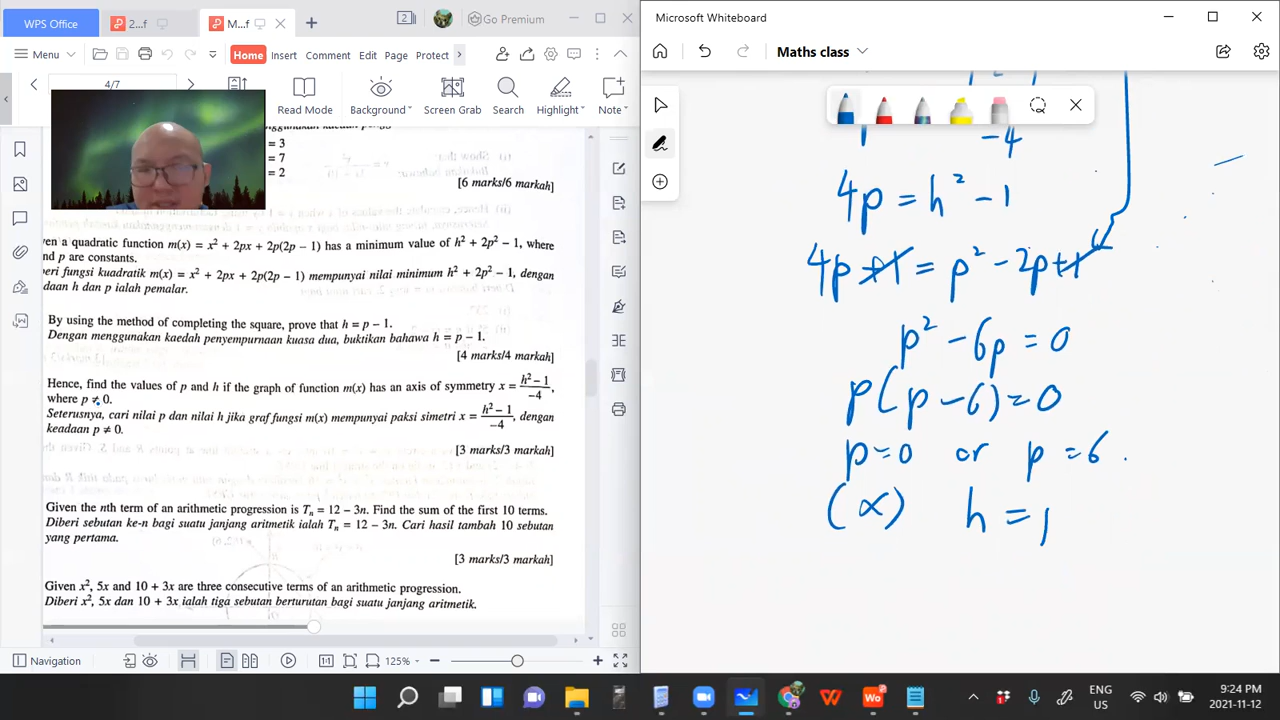 WPS Office
2...f
M...f
2
Go Premium
Menu
Home
Insert
Comment
Edit
Page
Protect
4/7
Read Mode
Background
Screen Grab
Search
Highlight
Note
= 3
= 7
= 2
[6 marks/6 markah]
en a quadratic function m(x) = x² + 2px + 2p(2p − 1) has a minimum value of h² + 2p² − 1, where
nd p are constants.
eri fungsi kuadratik m(x) = x² + 2px + 2p(2p − 1) mempunyai nilai minimum h² + 2p² − 1, dengan
daan h dan p ialah pemalar.
By using the method of completing the square, prove that h = p − 1.
Dengan menggunakan kaedah penyempurnaan kuasa dua, buktikan bahawa h = p − 1.
[4 marks/4 markah]
Hence, find the values of p and h if the graph of function m(x) has an axis of symmetry x = h² − 1 / −4,
where p ≠ 0.
Seterusnya, cari nilai p dan nilai h jika graf fungsi m(x) mempunyai paksi simetri x = h² − 1 / −4, dengan
keadaan p ≠ 0.
[3 marks/3 markah]
Given the nth term of an arithmetic progression is Tn = 12 − 3n. Find the sum of the first 10 terms.
Diberi sebutan ke-n bagi suatu janjang aritmetik ialah Tn = 12 − 3n. Cari hasil tambah 10 sebutan
yang pertama.
[3 marks/3 markah]
Given x², 5x and 10 + 3x are three consecutive terms of an arithmetic progression.
Diberi x², 5x dan 10 + 3x ialah tiga sebutan berturutan bagi suatu janjang aritmetik.
Navigation
125%
Microsoft Whiteboard
Maths class
−4
4p = h² − 1
4p + 1 = p² − 2p + 1
p² − 6p = 0
p(p − 6) = 0
p = 0 or p = 6.
h =
ENG
US
9:24 PM
2021-11-12